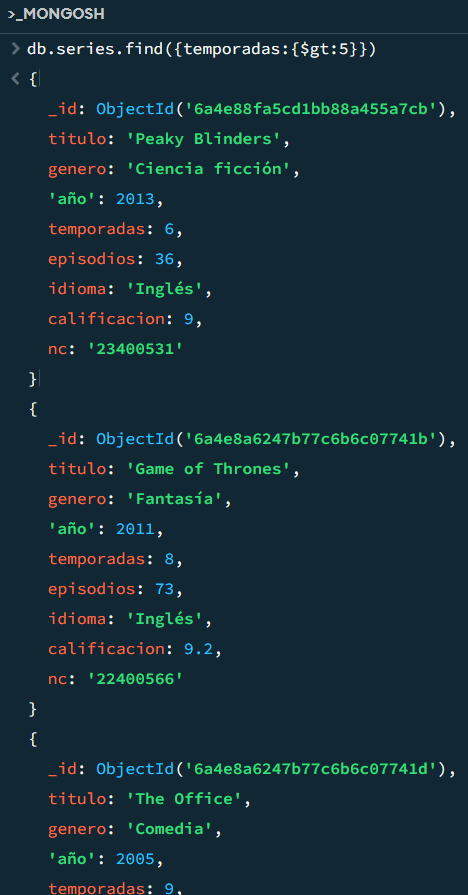 >_MONGOSH
> db.series.find({temporadas:{$gt:5}})
< {
_id: ObjectId('6a4e88fa5cd1bb88a455a7cb'),
titulo: 'Peaky Blinders',
genero: 'Ciencia ficción',
'año': 2013,
temporadas: 6,
episodios: 36,
idioma: 'Inglés',
calificacion: 9,
nc: '23400531'
}
{
_id: ObjectId('6a4e8a6247b77c6b6c07741b'),
titulo: 'Game of Thrones',
genero: 'Fantasía',
'año': 2011,
temporadas: 8,
episodios: 73,
idioma: 'Inglés',
calificacion: 9.2,
nc: '22400566'
}
{
_id: ObjectId('6a4e8a6247b77c6b6c07741d'),
titulo: 'The Office',
genero: 'Comedia',
'año': 2005,
temporadas: 9,